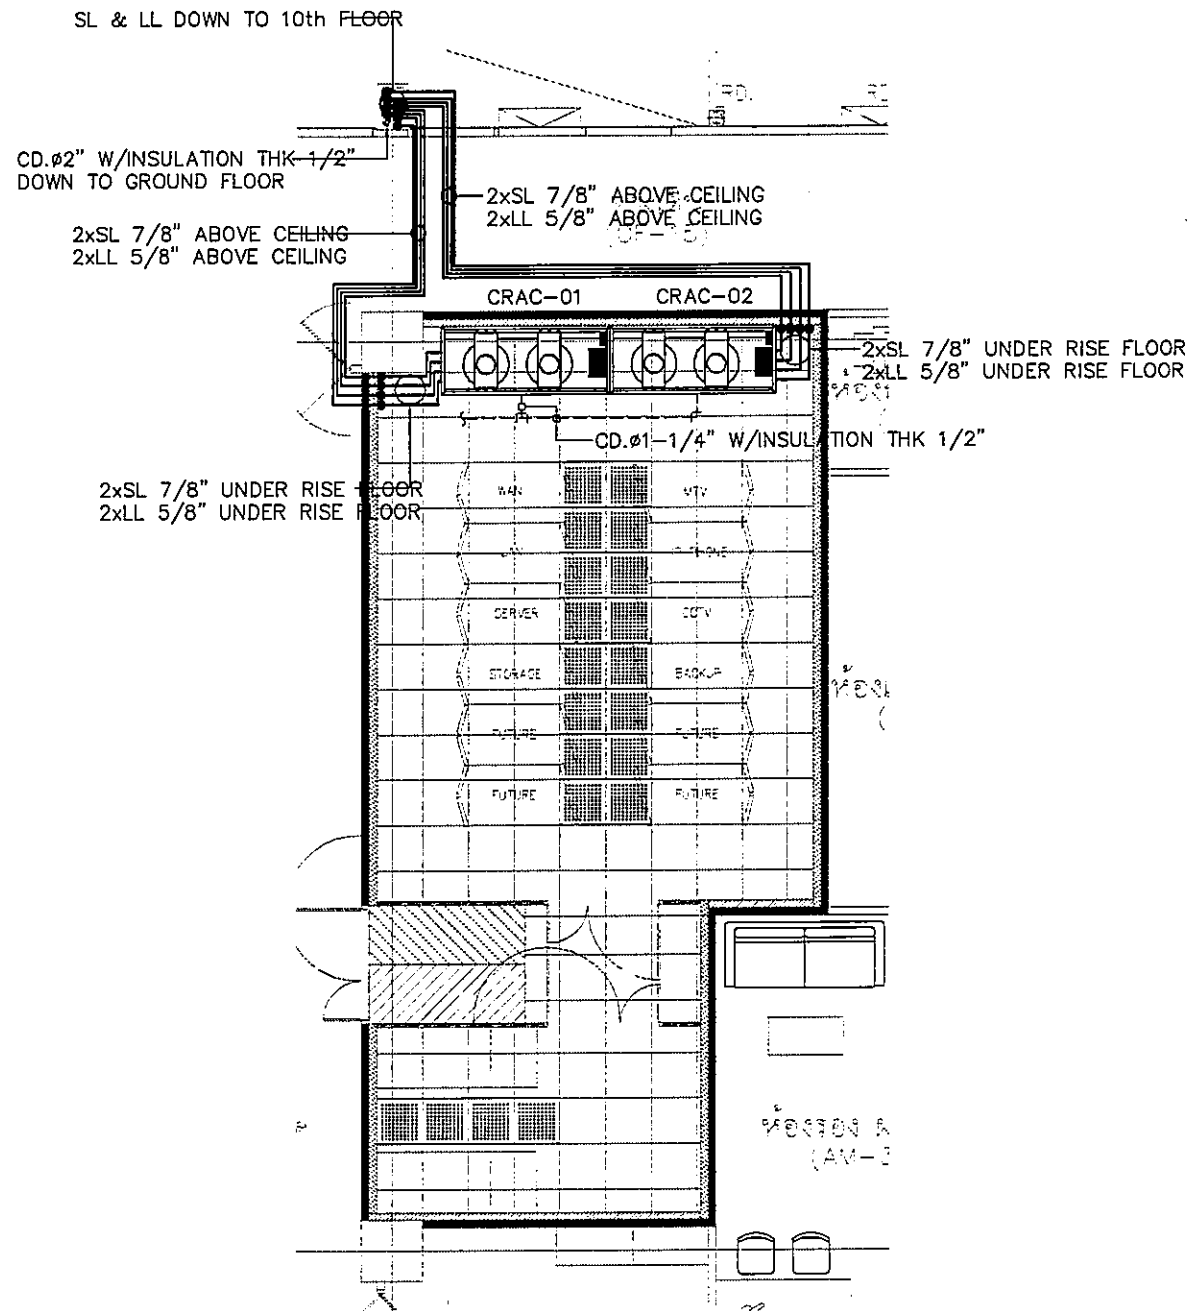 SL & LL DOWN TO 10th FLOOR
RD.
CD.ø2" W/INSULATION THK 1/2"
DOWN TO GROUND FLOOR
2xSL 7/8" ABOVE CEILING
2xLL 5/8" ABOVE CEILING
2xSL 7/8" ABOVE CEILING
2xLL 5/8" ABOVE CEILING
CRAC-01
CRAC-02
2xSL 7/8" UNDER RISE FLOOR
2xLL 5/8" UNDER RISE FLOOR
CD.ø1-1/4" W/INSULATION THK 1/2"
2xSL 7/8" UNDER RISE FLOOR
2xLL 5/8" UNDER RISE FLOOR
WAN
MTV
SERVER
CCTV
STORAGE
BACKUP
FUTURE
FUTURE
FUTURE
FUTURE